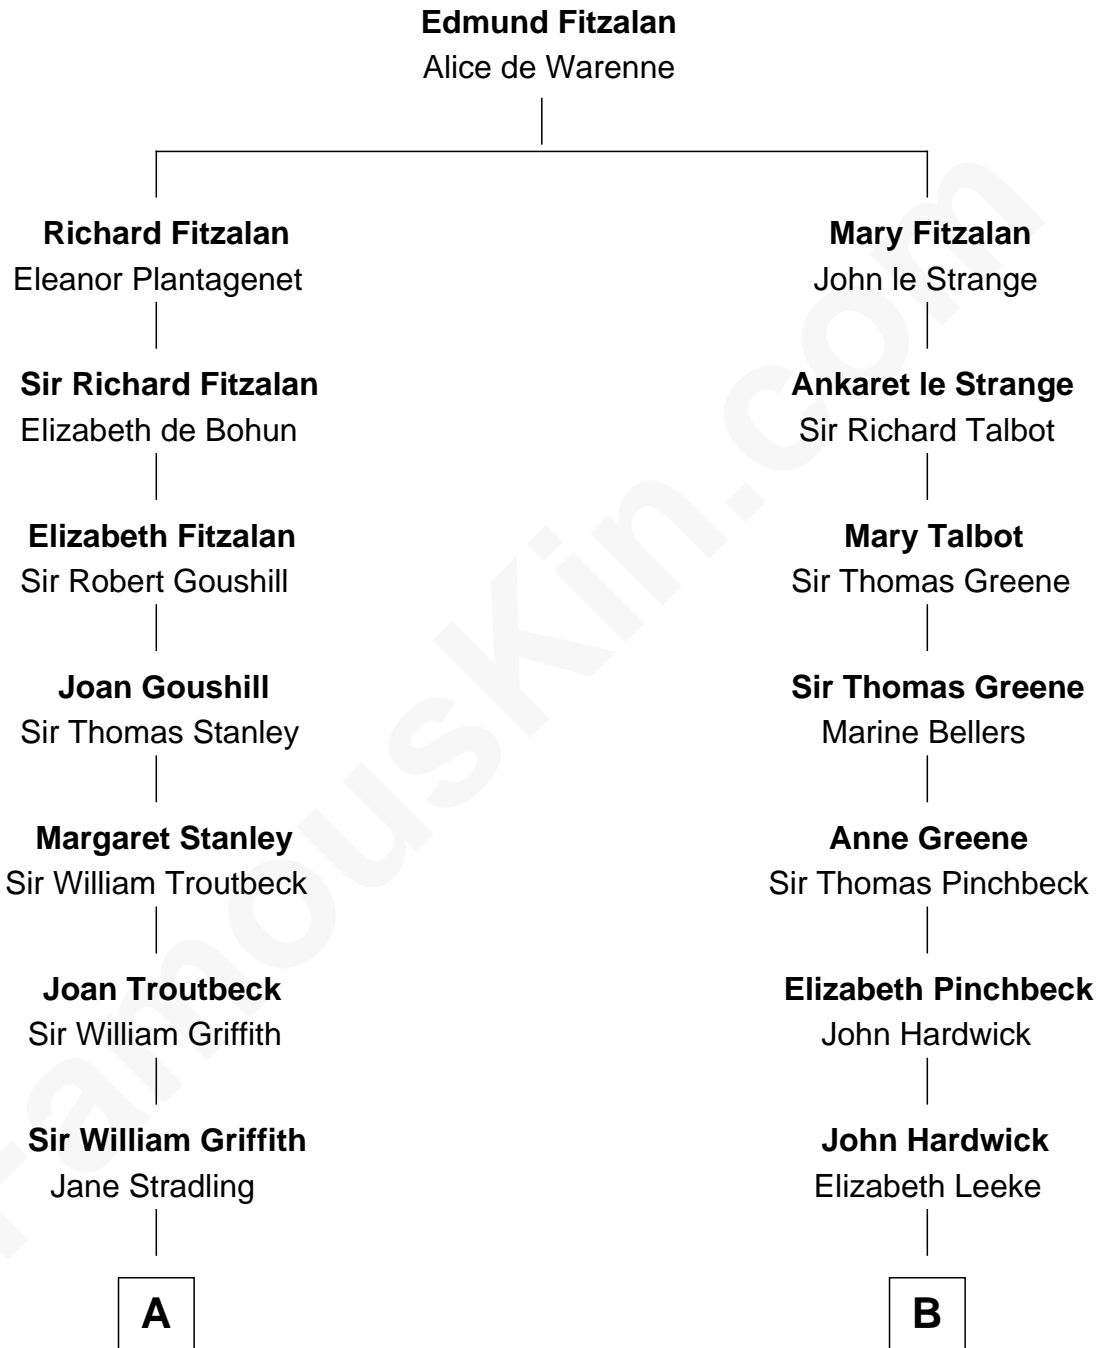 Edmund Fitzalan
Alice de Warenne
Richard Fitzalan
Eleanor Plantagenet
Mary Fitzalan
John le Strange
Sir Richard Fitzalan
Elizabeth de Bohun
Ankaret le Strange
Sir Richard Talbot
Elizabeth Fitzalan
Sir Robert Goushill
Mary Talbot
Sir Thomas Greene
Joan Goushill
Sir Thomas Stanley
Sir Thomas Greene
Marine Bellers
Margaret Stanley
Sir William Troutbeck
Anne Greene
Sir Thomas Pinchbeck
Joan Troutbeck
Sir William Griffith
Elizabeth Pinchbeck
John Hardwick
Sir William Griffith
Jane Stradling
John Hardwick
Elizabeth Leeke
A
B
FamousKin.com